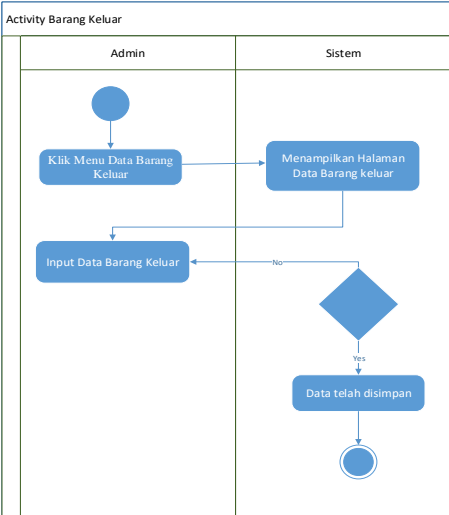 Activity Barang Keluar
Admin
Sistem
Klik Menu Data Barang
Keluar
Menampilkan Halaman
Data Barang keluar
Input Data Barang Keluar
No
Yes
Data telah disimpan